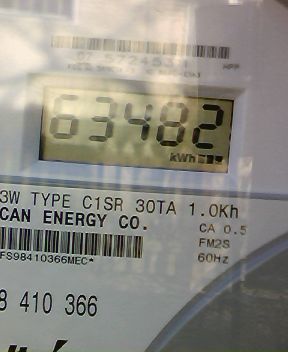 63482
kWh
3W TYPE C1SR 30TA 1.0Kh
CAN ENERGY CO.
CA 0.5
FM2S
60Hz
FS98410366MEC*
8 410 366